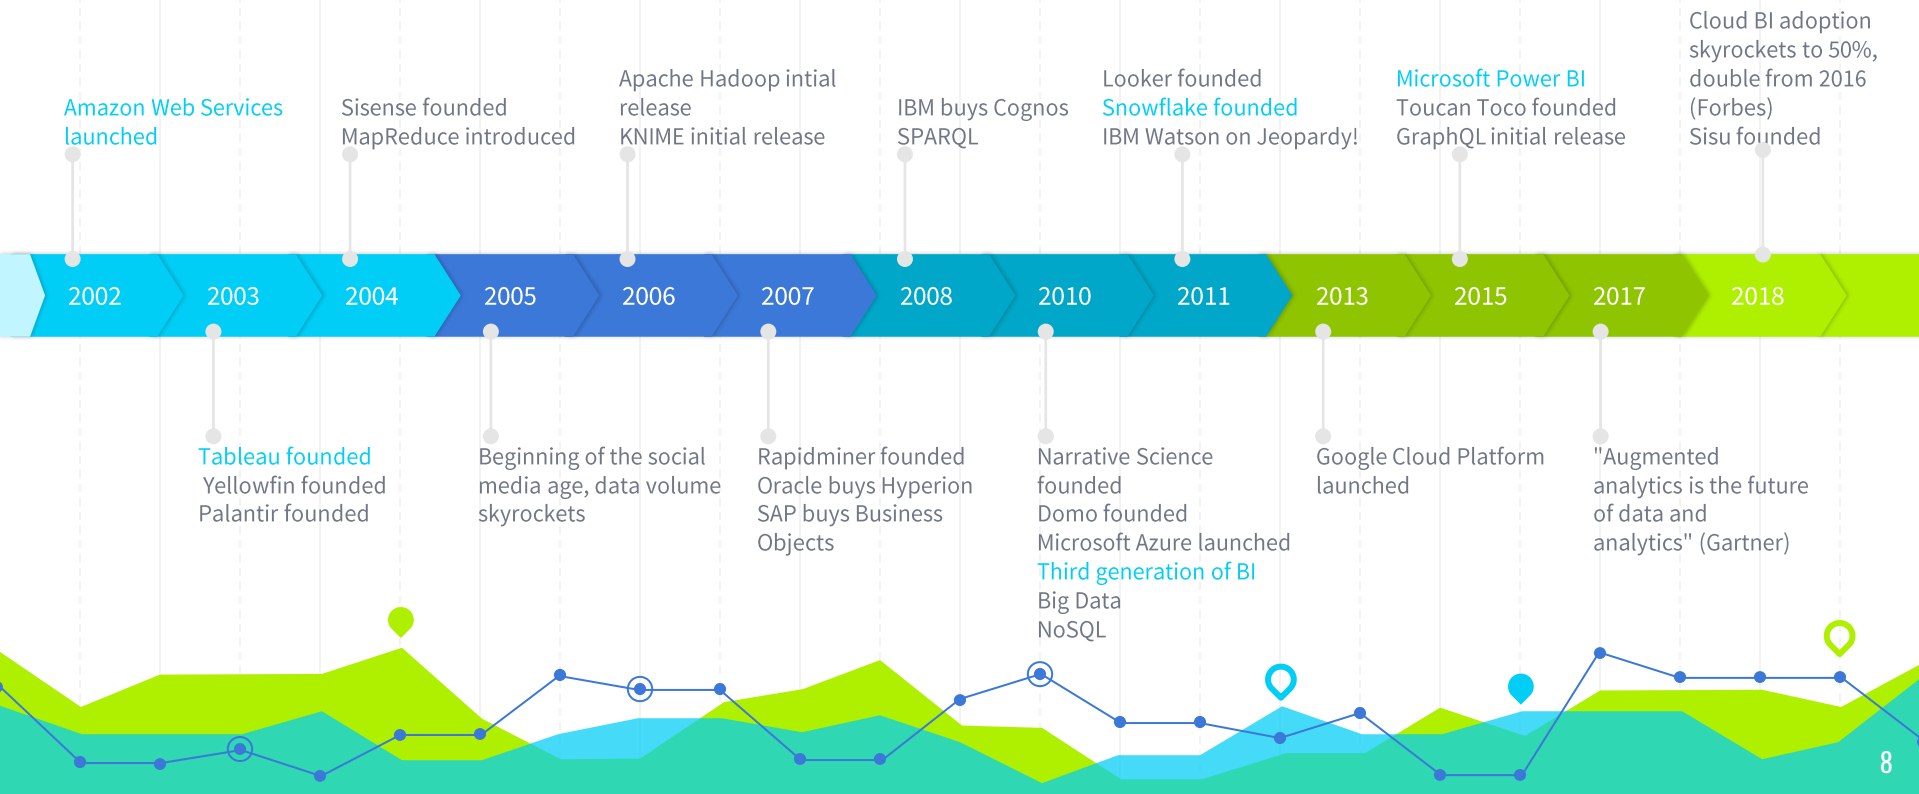 Amazon Web Services
launched
Sisense founded
MapReduce introduced
Apache Hadoop intial
release
KNIME initial release
IBM buys Cognos
SPARQL
Looker founded
Snowflake founded
IBM Watson on Jeopardy!
Microsoft Power BI
Toucan Toco founded
GraphQL initial release
Cloud BI adoption
skyrockets to 50%,
double from 2016
(Forbes)
Sisu founded
2002
2003
2004
2005
2006
2007
2008
2010
2011
2013
2015
2017
2018
Tableau founded
Yellowfin founded
Palantir founded
Beginning of the social
media age, data volume
skyrockets
Rapidminer founded
Oracle buys Hyperion
SAP buys Business
Objects
Narrative Science
founded
Domo founded
Microsoft Azure launched
Third generation of BI
Big Data
NoSQL
Google Cloud Platform
launched
"Augmented
analytics is the future
of data and
analytics" (Gartner)
8